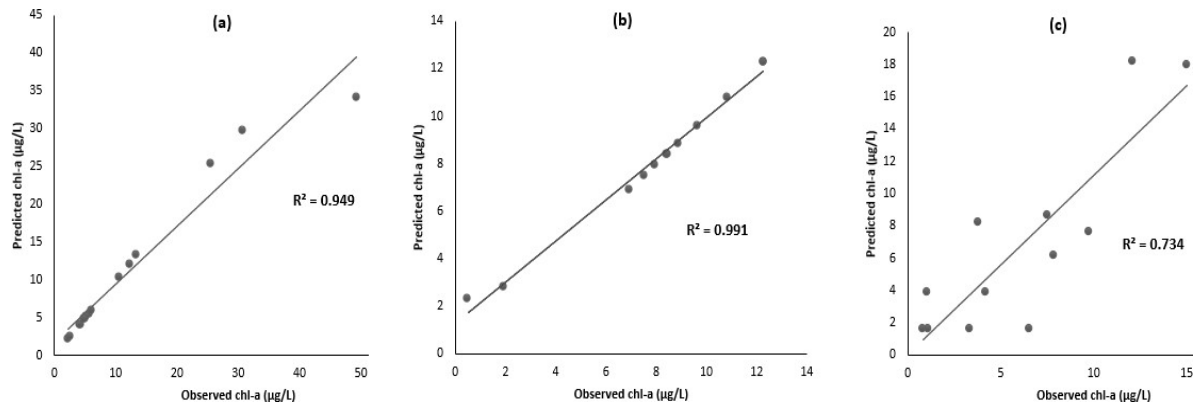 (a)
Predicted chl-a (µg/L)
45
40
35
30
25
20
15
10
5
0
R² = 0.949
0 10 20 30 40 50
Observed chl-a (µg/L)
(b)
Predicted chl-a (µg/L)
14
12
10
8
6
4
2
0
R² = 0.991
0 2 4 6 8 10 12 14
Observed chl-a (µg/L)
(c)
Predicted chl-a (µg/L)
20
18
16
14
12
10
8
6
4
2
0
R² = 0.734
0 5 10 15
Observed chl-a (µg/L)